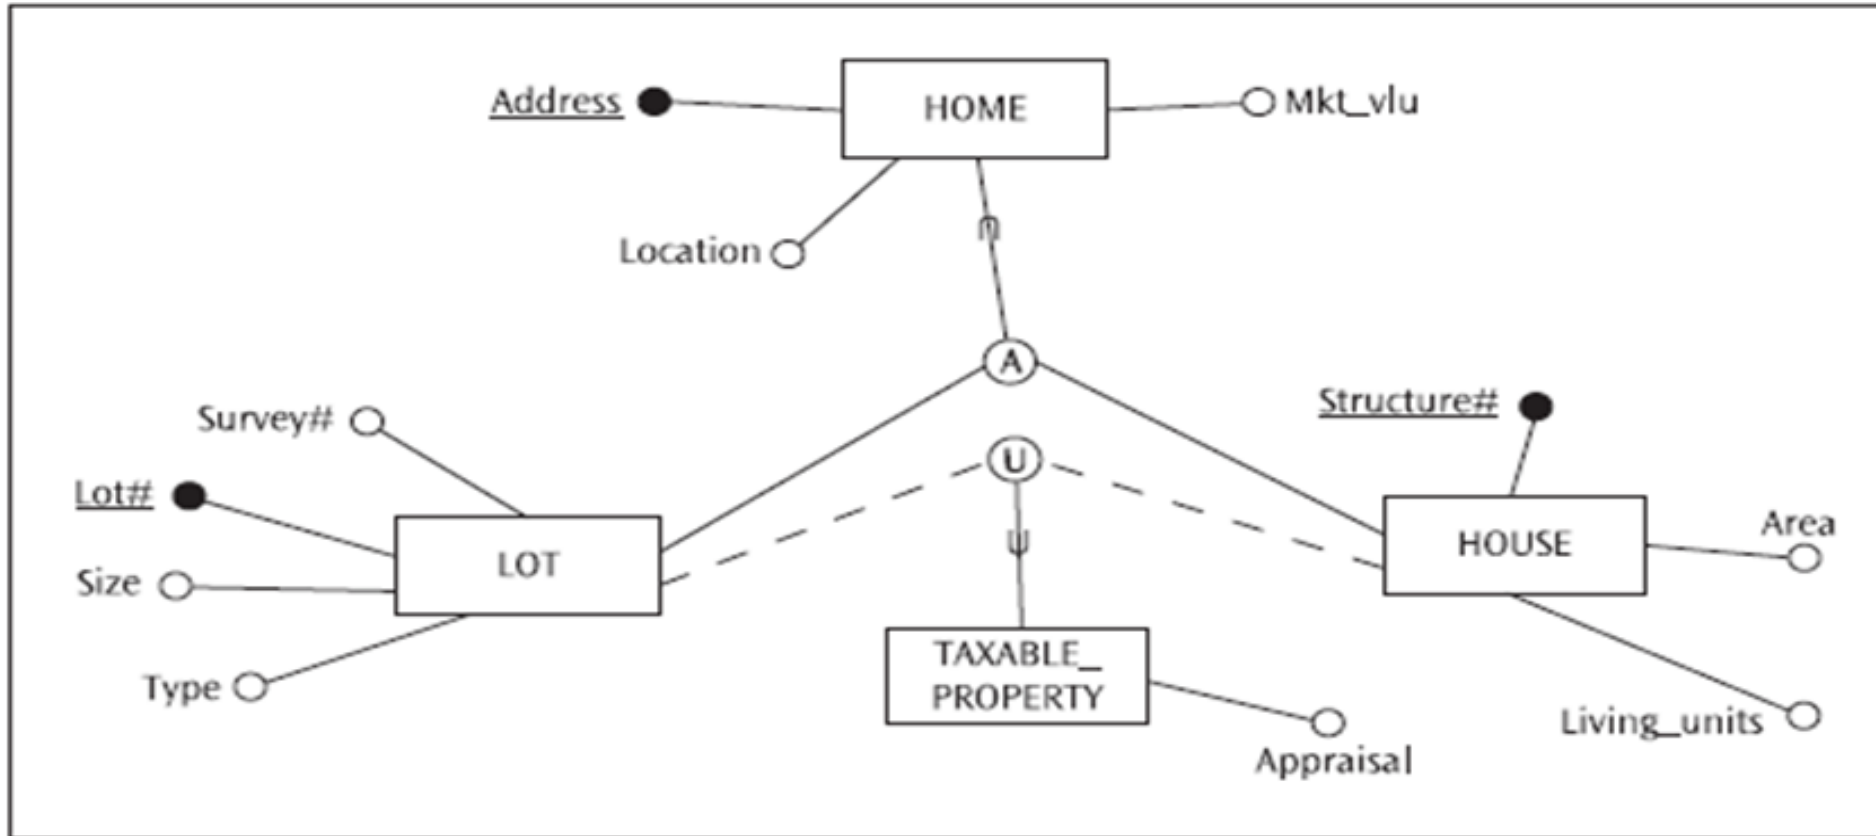 HOME
Address
Mkt_vlu
Location
∩
A
Structure#
Survey#
U
Lot#
Area
LOT
HOUSE
U
Size
TAXABLE_
PROPERTY
Type
Living_units
Appraisal